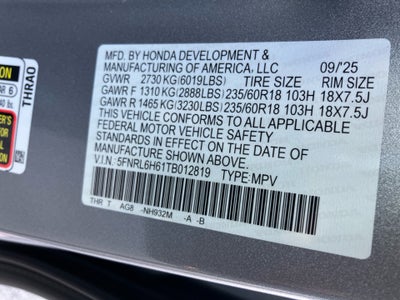 MFD. BY HONDA DEVELOPMENT &
MANUFACTURING OF AMERICA, LLC 09/'25
GVWR 2730 KG (6019LBS) TIRE SIZE RIM SIZE
GAWR F 1310 KG (2888LBS) 235/60R18 103H 18X7.5J
GAWR R 1465 KG (3230LBS) 235/60R18 103H 18X7.5J
THIS VEHICLE CONFORMS TO ALL APPLICABLE
FEDERAL MOTOR VEHICLE SAFETY
STANDARDS IN EFFECT ON THE DATE OF
MANUFACTURE SHOWN ABOVE.
V.I.N.: 5FNRL6H61TB012819 TYPE:MPV
THR T AG8 -NH932M -A -B
THRA0